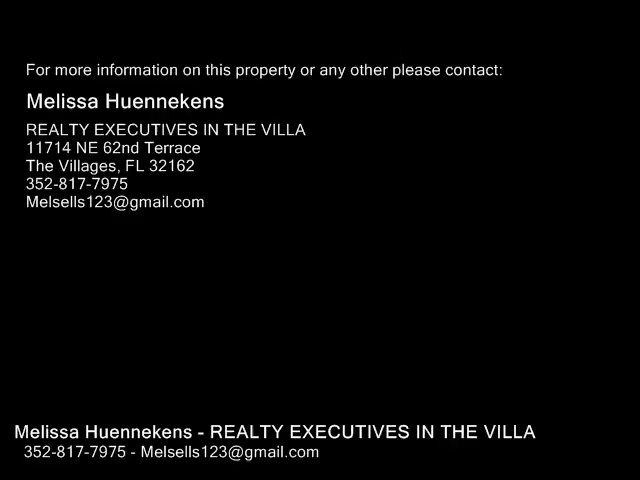 For more information on this property or any other please contact:
Melissa Huennekens
REALTY EXECUTIVES IN THE VILLA
11714 NE 62nd Terrace
The Villages, FL 32162
352-817-7975
Melsells123@gmail.com
Melissa Huennekens - REALTY EXECUTIVES IN THE VILLA
352-817-7975 - Melsells123@gmail.com